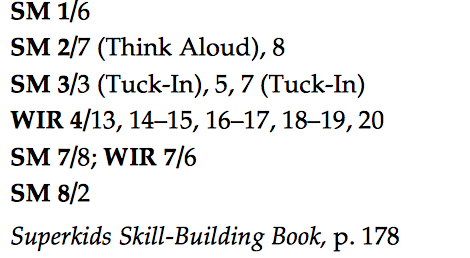 SM 1/6
SM 2/7 (Think Aloud), 8
SM 3/3 (Tuck-In), 5, 7 (Tuck-In)
WIR 4/13, 14–15, 16–17, 18–19, 20
SM 7/8; WIR 7/6
SM 8/2
Superkids Skill-Building Book, p. 178